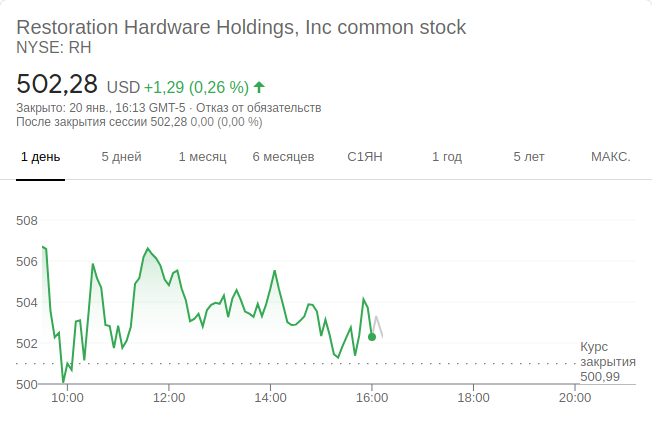 Restoration Hardware Holdings, Inc common stock
NYSE: RH
502,28 USD +1,29 (0,26 %)
Закрыто: 20 янв., 16:13 GMT-5 · Отказ от обязательств
После закрытия сессии 502,28 0,00 (0,00 %)
1 день 5 дней 1 месяц 6 месяцев С1ЯН 1 год 5 лет МАКС.
508
506
504
502
Курс
закрытия
500,99
500
10:00 12:00 14:00 16:00 18:00 20:00